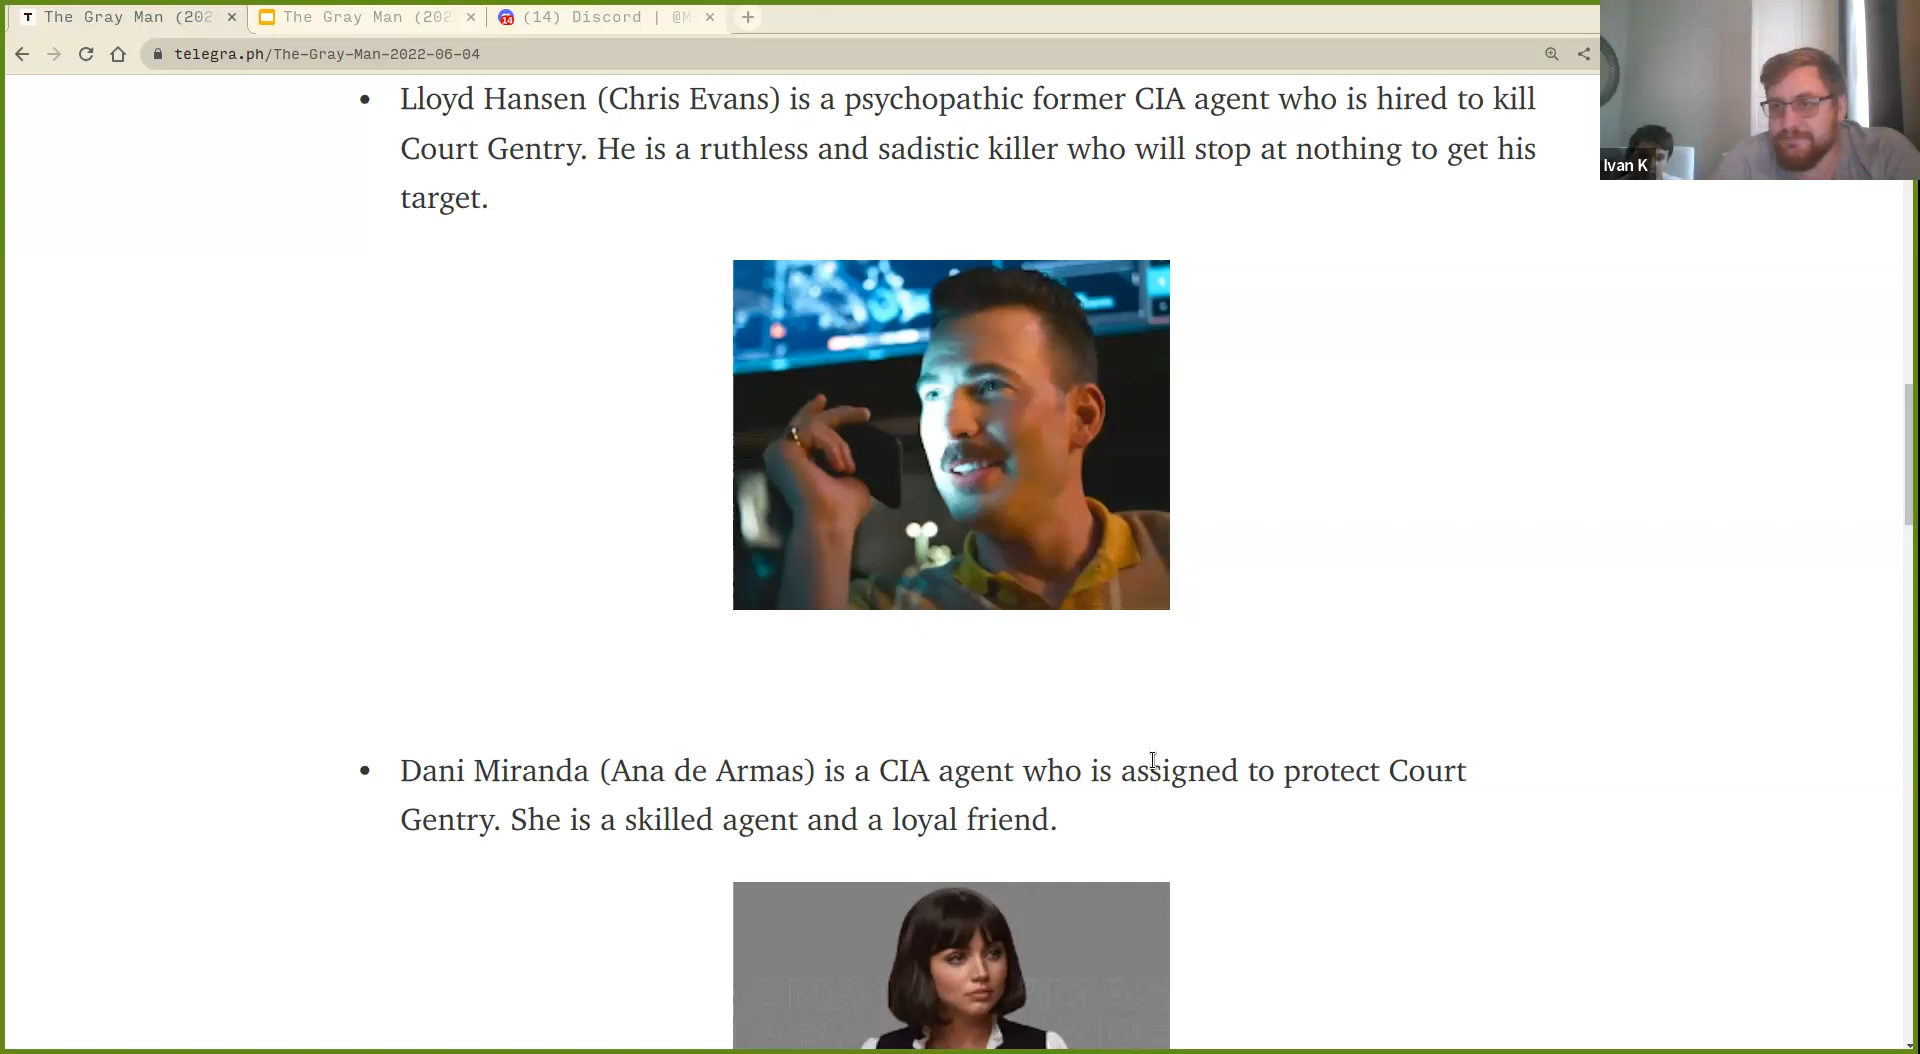 The Gray Man (202
The Gray Man (202
(14) Discord | @M
telegra.ph/The-Gray-Man-2022-06-04
Ivan K
• Lloyd Hansen (Chris Evans) is a psychopathic former CIA agent who is hired to kill
Court Gentry. He is a ruthless and sadistic killer who will stop at nothing to get his
target.
• Dani Miranda (Ana de Armas) is a CIA agent who is assigned to protect Court
Gentry. She is a skilled agent and a loyal friend.